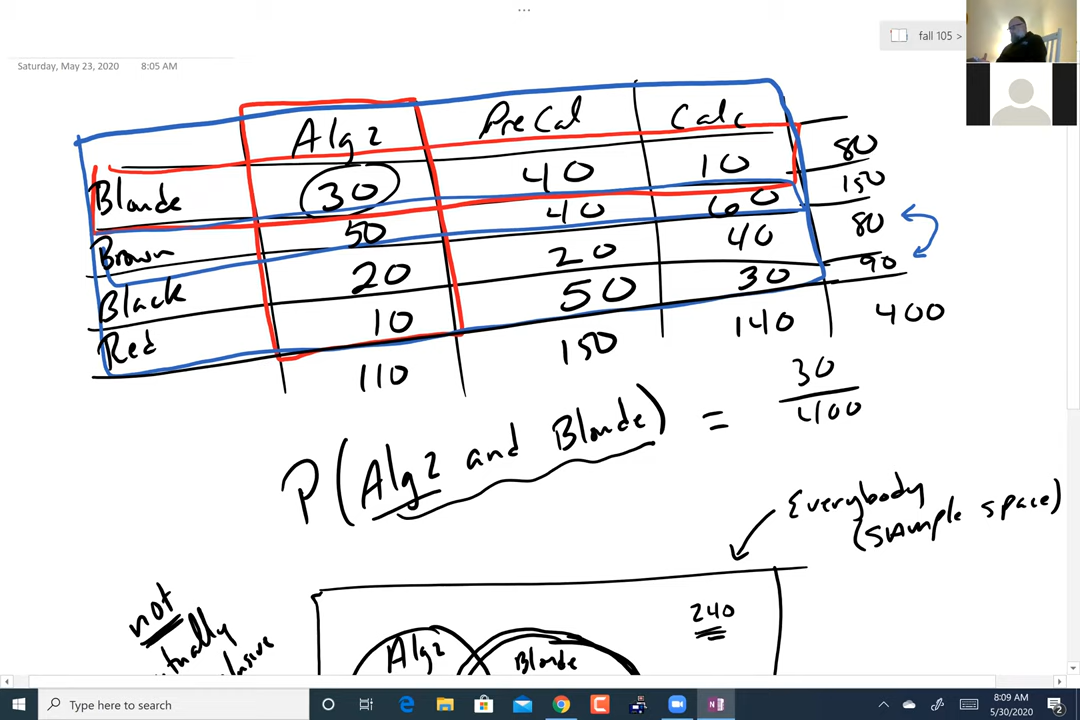 fall 105 >
Saturday, May 23, 2020 8:05 AM
Alg2 PreCal Calc
Blonde 30 40 10 80
Brown 50 40 60 150
Black 20 20 40 80
Red 10 50 30 90
110 150 140 400
P(Alg2 and Blonde) = 30/400
Everybody
(sample space)
not
240
Alg2 Blonde
Type here to search
8:09 AM
5/30/2020
2